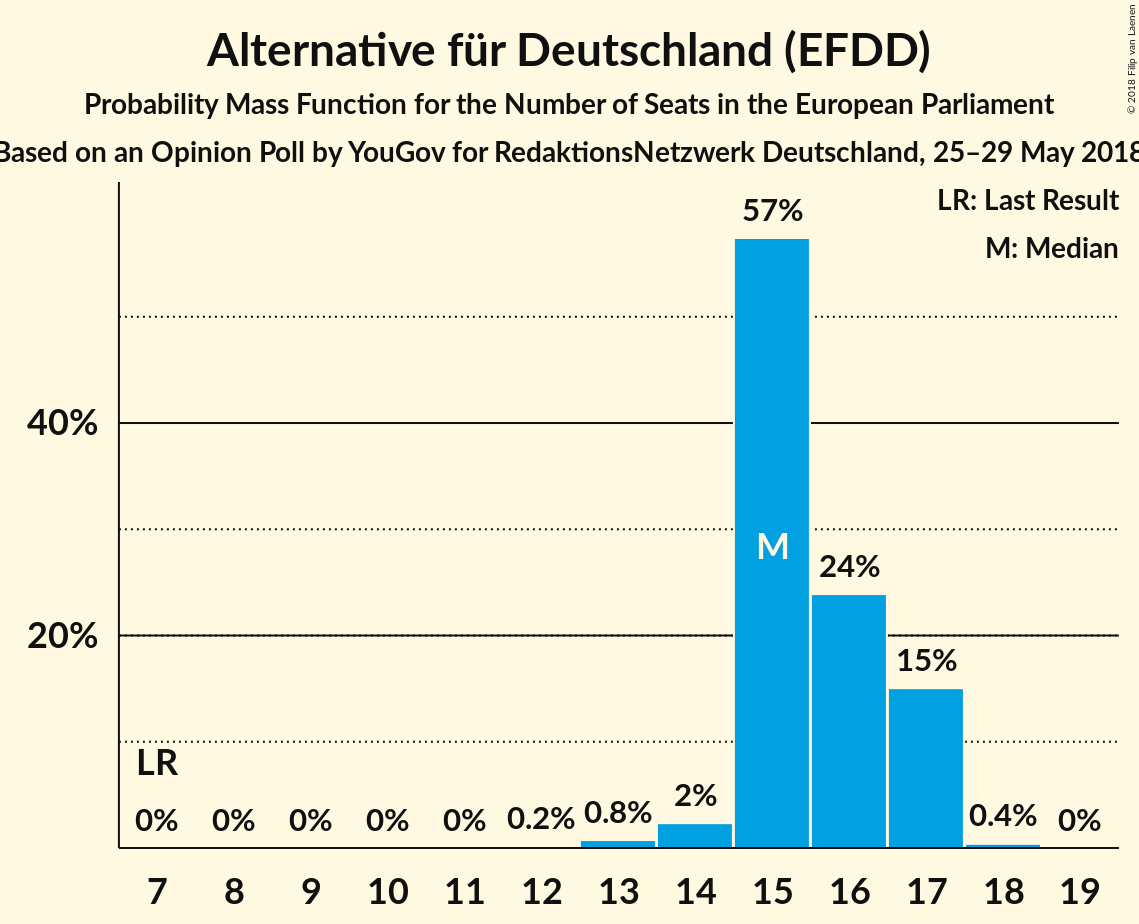 Alternative für Deutschland (EFDD)
Probability Mass Function for the Number of Seats in the European Parliament
Based on an Opinion Poll by YouGov for RedaktionsNetzwerk Deutschland, 25–29 May 2018
© 2018 Filip van Laenen
LR: Last Result
M: Median
57%
40%
M
24%
20%
15%
LR
0% 0% 0% 0% 0% 0.2% 0.8% 2% 0.4% 0%
7 8 9 10 11 12 13 14 15 16 17 18 19